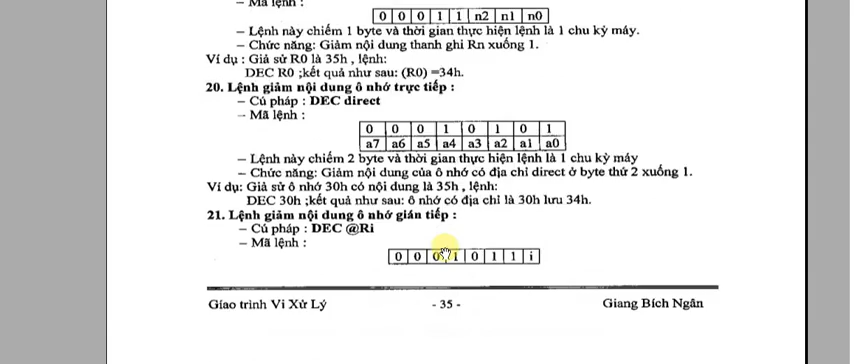 – Mã lệnh :
0 0 0 1 1 n2 n1 n0
– Lệnh này chiếm 1 byte và thời gian thực hiện lệnh là 1 chu kỳ máy.
– Chức năng: Giảm nội dung thanh ghi Rn xuống 1.
Ví dụ : Giả sử R0 là 35h , lệnh:
DEC R0 ;kết quả như sau: (R0) =34h.
20. Lệnh giảm nội dung ô nhớ trực tiếp :
– Cú pháp : DEC direct
– Mã lệnh :
0 0 0 1 0 1 0 1
a7 a6 a5 a4 a3 a2 a1 a0
– Lệnh này chiếm 2 byte và thời gian thực hiện lệnh là 1 chu kỳ máy
– Chức năng: Giảm nội dung của ô nhớ có địa chỉ direct ở byte thứ 2 xuống 1.
Ví dụ: Giả sử ô nhớ 30h có nội dung là 35h , lệnh:
DEC 30h ;kết quả như sau: ô nhớ có địa chỉ là 30h lưu 34h.
21. Lệnh giảm nội dung ô nhớ gián tiếp :
– Cú pháp : DEC @Ri
– Mã lệnh :
0 0 0 1 0 1 1 i
Giáo trình Vi Xử Lý - 35 - Giang Bích Ngân